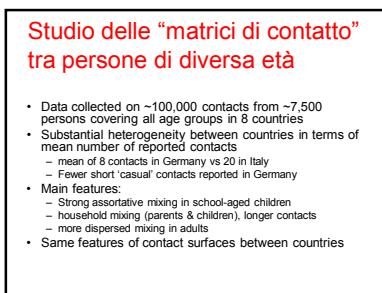 Studio delle “matrici di contatto”
tra persone di diversa età
• Data collected on ~100,000 contacts from ~7,500
persons covering all age groups in 8 countries
• Substantial heterogeneity between countries in terms of
mean number of reported contacts
– mean of 8 contacts in Germany vs 20 in Italy
– Fewer short ‘casual’ contacts reported in Germany
• Main features:
– Strong assortative mixing in school-aged children
– household mixing (parents & children), longer contacts
– more dispersed mixing in adults
• Same features of contact surfaces between countries